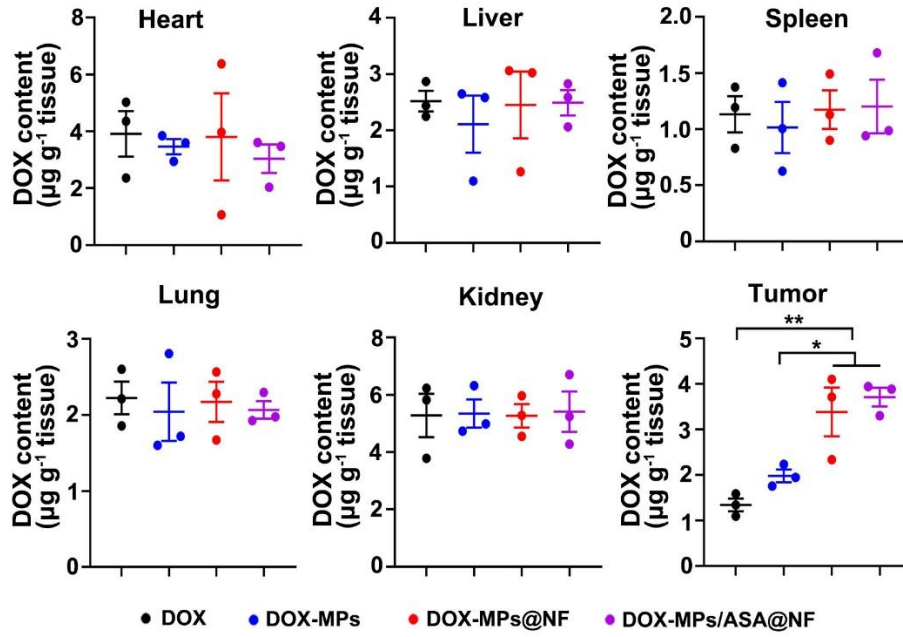 Heart
DOX content
(µg g⁻¹ tissue)
8
6
4
2
0
Liver
DOX content
(µg g⁻¹ tissue)
4
3
2
1
0
Spleen
DOX content
(µg g⁻¹ tissue)
2.0
1.5
1.0
0.5
0.0
Lung
DOX content
(µg g⁻¹ tissue)
3
2
1
0
Kidney
DOX content
(µg g⁻¹ tissue)
8
6
4
2
0
Tumor
DOX content
(µg g⁻¹ tissue)
5
4
3
2
1
0
**
*
DOX DOX-MPs DOX-MPs@NF DOX-MPs/ASA@NF